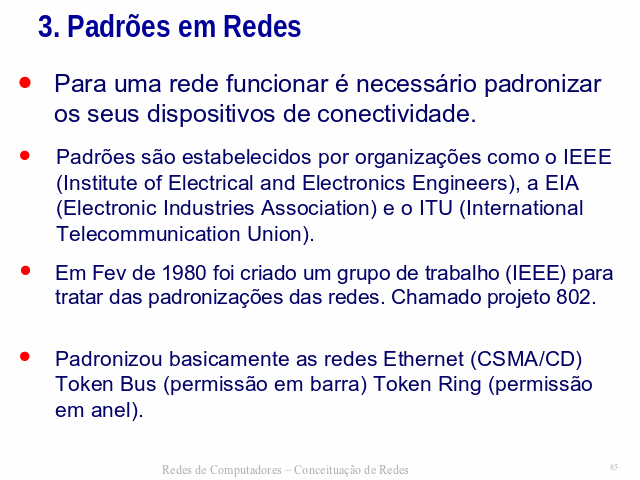 3. Padrões em Redes
• Para uma rede funcionar é necessário padronizar
os seus dispositivos de conectividade.
• Padrões são estabelecidos por organizações como o IEEE
(Institute of Electrical and Electronics Engineers), a EIA
(Electronic Industries Association) e o ITU (International
Telecommunication Union).
• Em Fev de 1980 foi criado um grupo de trabalho (IEEE) para
tratar das padronizações das redes. Chamado projeto 802.
• Padronizou basicamente as redes Ethernet (CSMA/CD)
Token Bus (permissão em barra) Token Ring (permissão
em anel).
Redes de Computadores – Conceituação de Redes
85